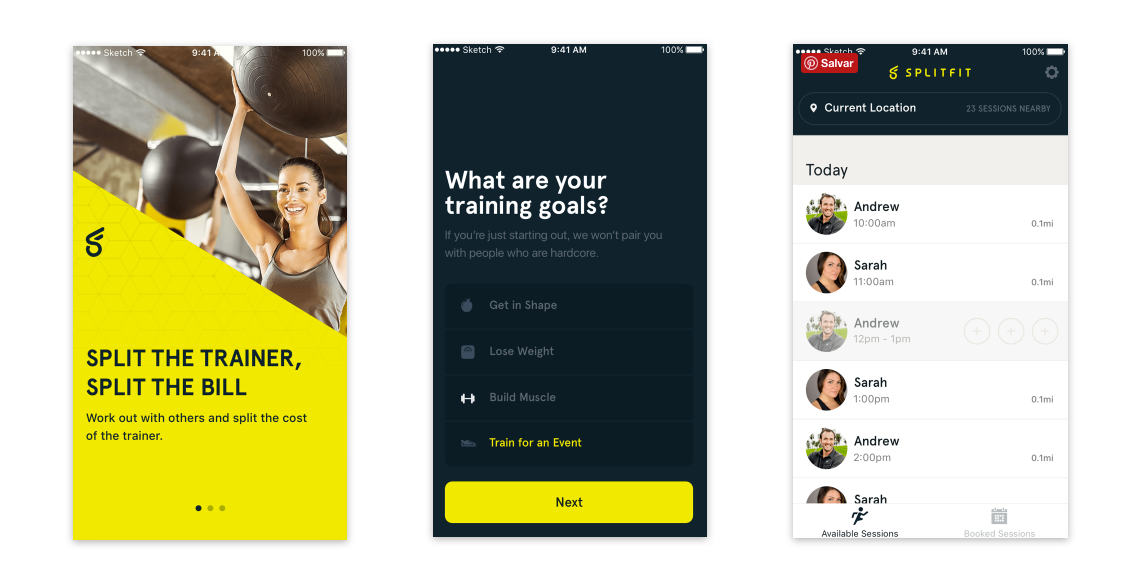 Sketch
9:41 AM
100%
SPLIT THE TRAINER,
SPLIT THE BILL
Work out with others and split the cost
of the trainer.
Sketch
9:41 AM
100%
What are your
training goals?
If you're just starting out, we won't pair you
with people who are hardcore.
Get in Shape
Lose Weight
Build Muscle
Train for an Event
Next
Sketch
9:41 AM
100%
Salvar
SPLITFIT
Current Location
23 SESSIONS NEARBY
Today
Andrew
10:00am
0.1mi
Sarah
11:00am
0.1mi
Andrew
12pm - 1pm
Sarah
1:00pm
0.1mi
Andrew
2:00pm
0.1mi
Sarah
Available Sessions
Booked Sessions